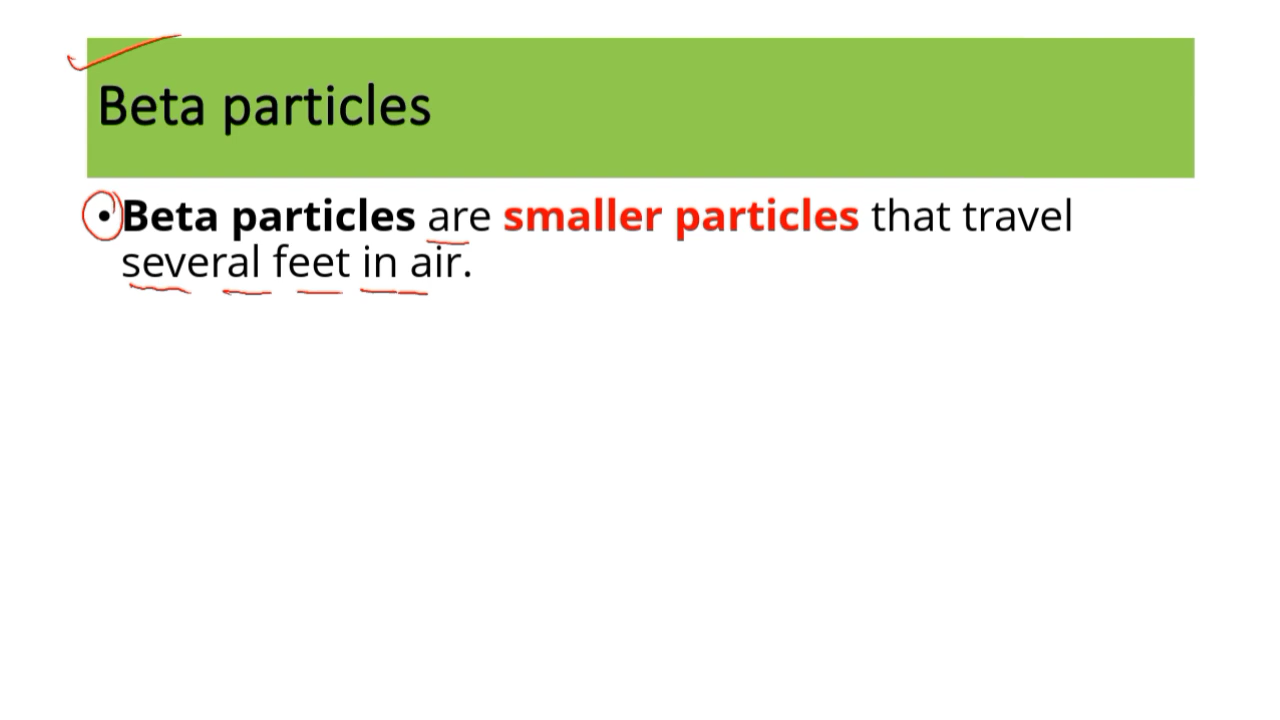 Beta particles
•Beta particles are smaller particles that travel
several feet in air.